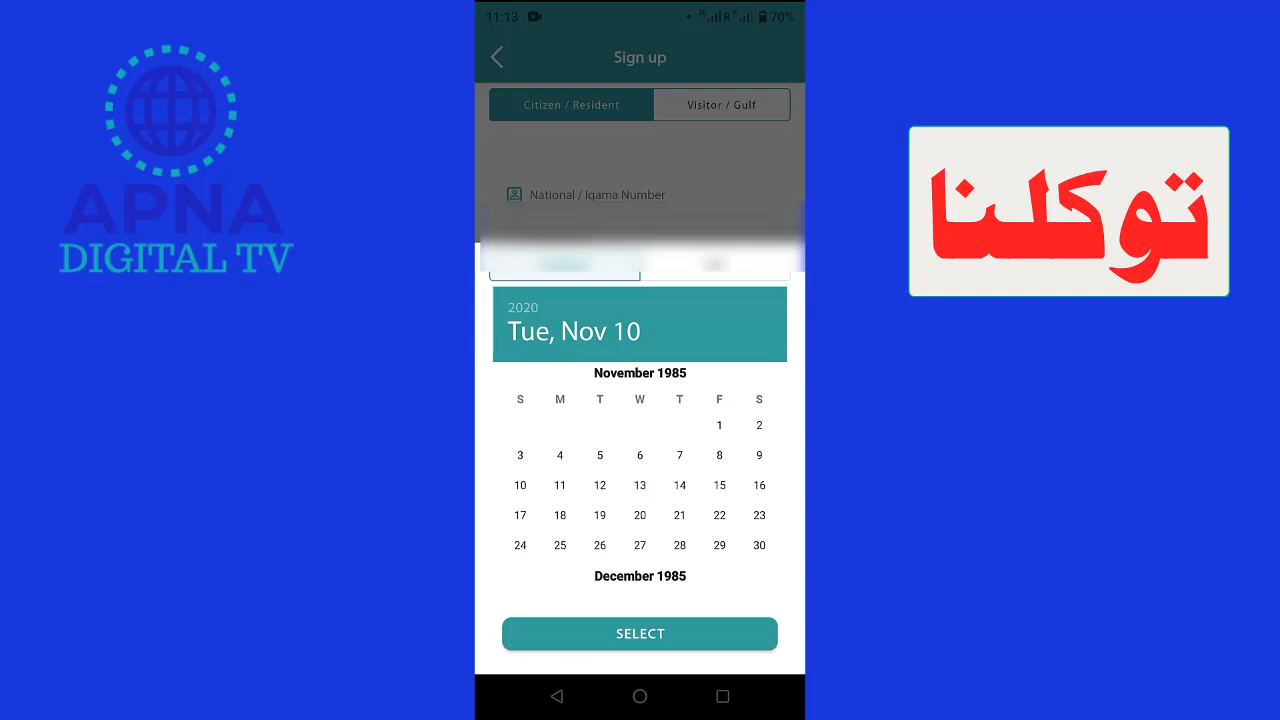 11:13
70%
Sign up
Citizen / Resident
Visitor / Gulf
National / Iqama Number
2020
Tue, Nov 10
November 1985
S M T W T F S
1 2
3 4 5 6 7 8 9
10 11 12 13 14 15 16
17 18 19 20 21 22 23
24 25 26 27 28 29 30
December 1985
SELECT
APNA
DIGITAL TV
توكلنا